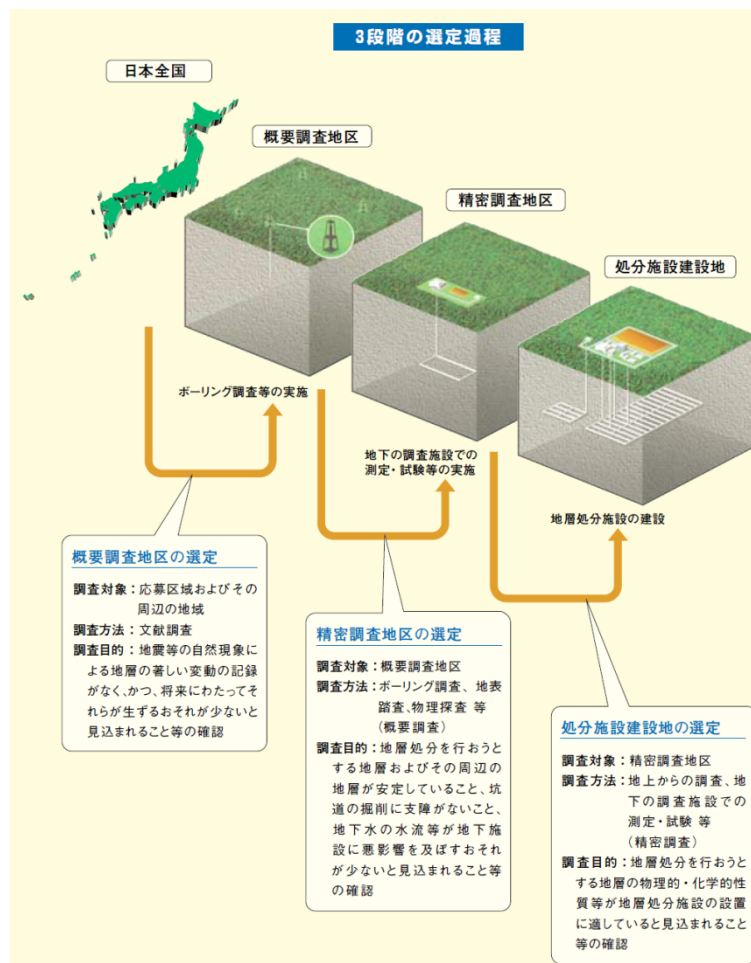 3段階の選定過程
日本全国
概要調査地区
精密調査地区
処分施設建設地
ボーリング調査等の実施
地下の調査施設での
測定・試験等の実施
地層処分施設の建設
概要調査地区の選定
調査対象：応募区域およびその
周辺の地域
調査方法：文献調査
調査目的：地震等の自然現象に
よる地層の著しい変動の記録
がなく、かつ、将来にわたってそ
れらが生ずるおそれが少ないと
見込まれること等の確認
精密調査地区の選定
調査対象：概要調査地区
調査方法：ボーリング調査、地表
踏査、物理探査 等
（概要調査）
調査目的：地層処分を行おうと
する地層およびその周辺の
地層が安定していること、坑
道の掘削に支障がないこと、
地下水の水流等が地下施
設に悪影響を及ぼすおそれ
が少ないと見込まれること等
の確認
処分施設建設地の選定
調査対象：精密調査地区
調査方法：地上からの調査、地
下の調査施設での
測定・試験 等
（精密調査）
調査目的：地層処分を行おうと
する地層の物理的・化学的性
質等が地層処分施設の設置
に適していると見込まれること
等の確認